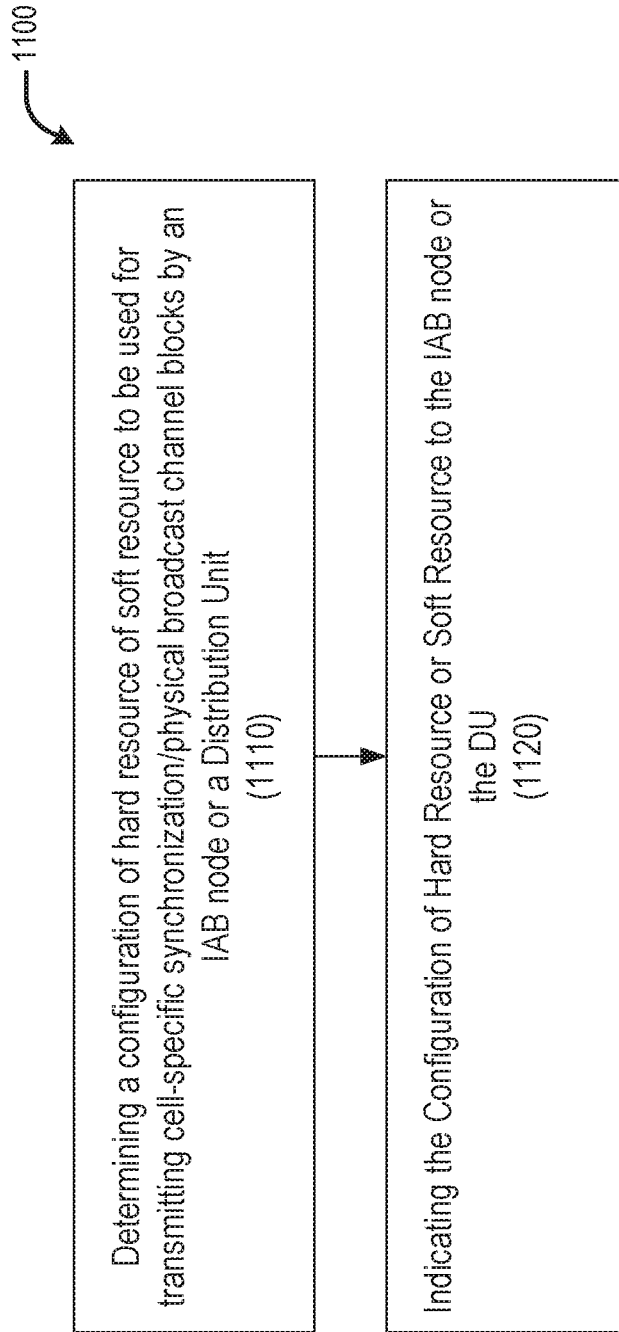 1100
Determining a configuration of hard resource of soft resource to be used for
transmitting cell-specific synchronization/physical broadcast channel blocks by an
IAB node or a Distribution Unit
(1110)
Indicating the Configuration of Hard Resource or Soft Resource to the IAB node or
the DU
(1120)